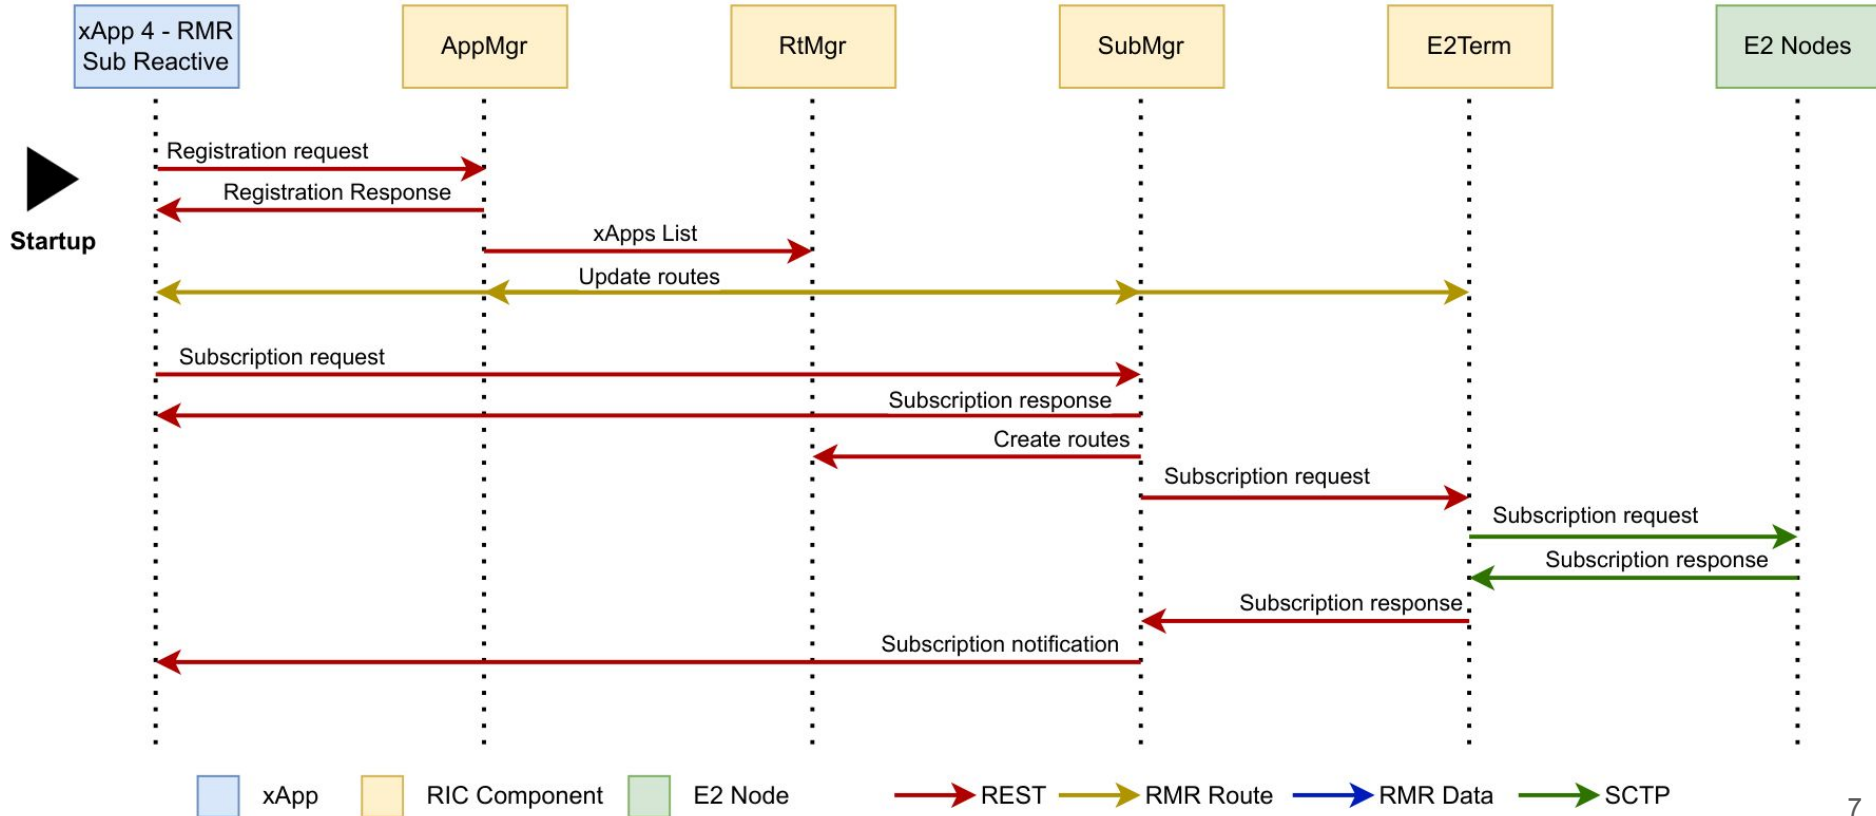 xApp 4 - RMR
Sub Reactive
AppMgr
RtMgr
SubMgr
E2Term
E2 Nodes
Startup
Registration request
Registration Response
xApps List
Update routes
Subscription request
Subscription response
Create routes
Subscription request
Subscription request
Subscription response
Subscription response
Subscription notification
xApp
RIC Component
E2 Node
REST
RMR Route
RMR Data
SCTP
7